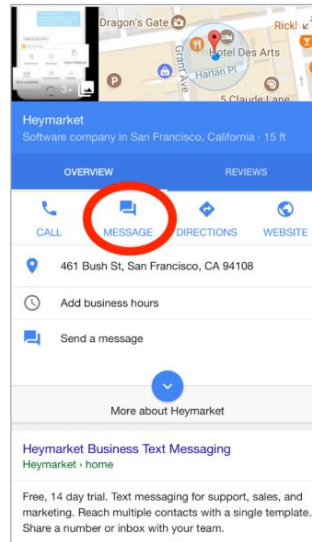 Dragon's Gate
Grant Ave
Hotel Des Arts
Harlan Pl
5 Claude Lane
3+
Heymarket
Software company in San Francisco, California · 15 ft
OVERVIEW
REVIEWS
CALL
MESSAGE
DIRECTIONS
WEBSITE
461 Bush St, San Francisco, CA 94108
Add business hours
Send a message
More about Heymarket
Heymarket Business Text Messaging
Heymarket › home
Free, 14 day trial. Text messaging for support, sales, and
marketing. Reach multiple contacts with a single template.
Share a number or inbox with your team.